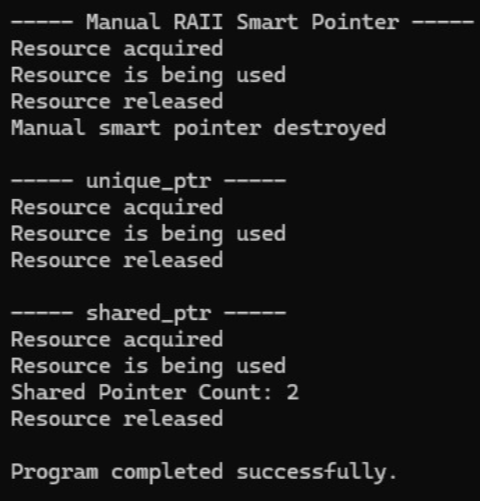 ----- Manual RAII Smart Pointer -----
Resource acquired
Resource is being used
Resource released
Manual smart pointer destroyed
----- unique_ptr -----
Resource acquired
Resource is being used
Resource released
----- shared_ptr -----
Resource acquired
Resource is being used
Shared Pointer Count: 2
Resource released
Program completed successfully.